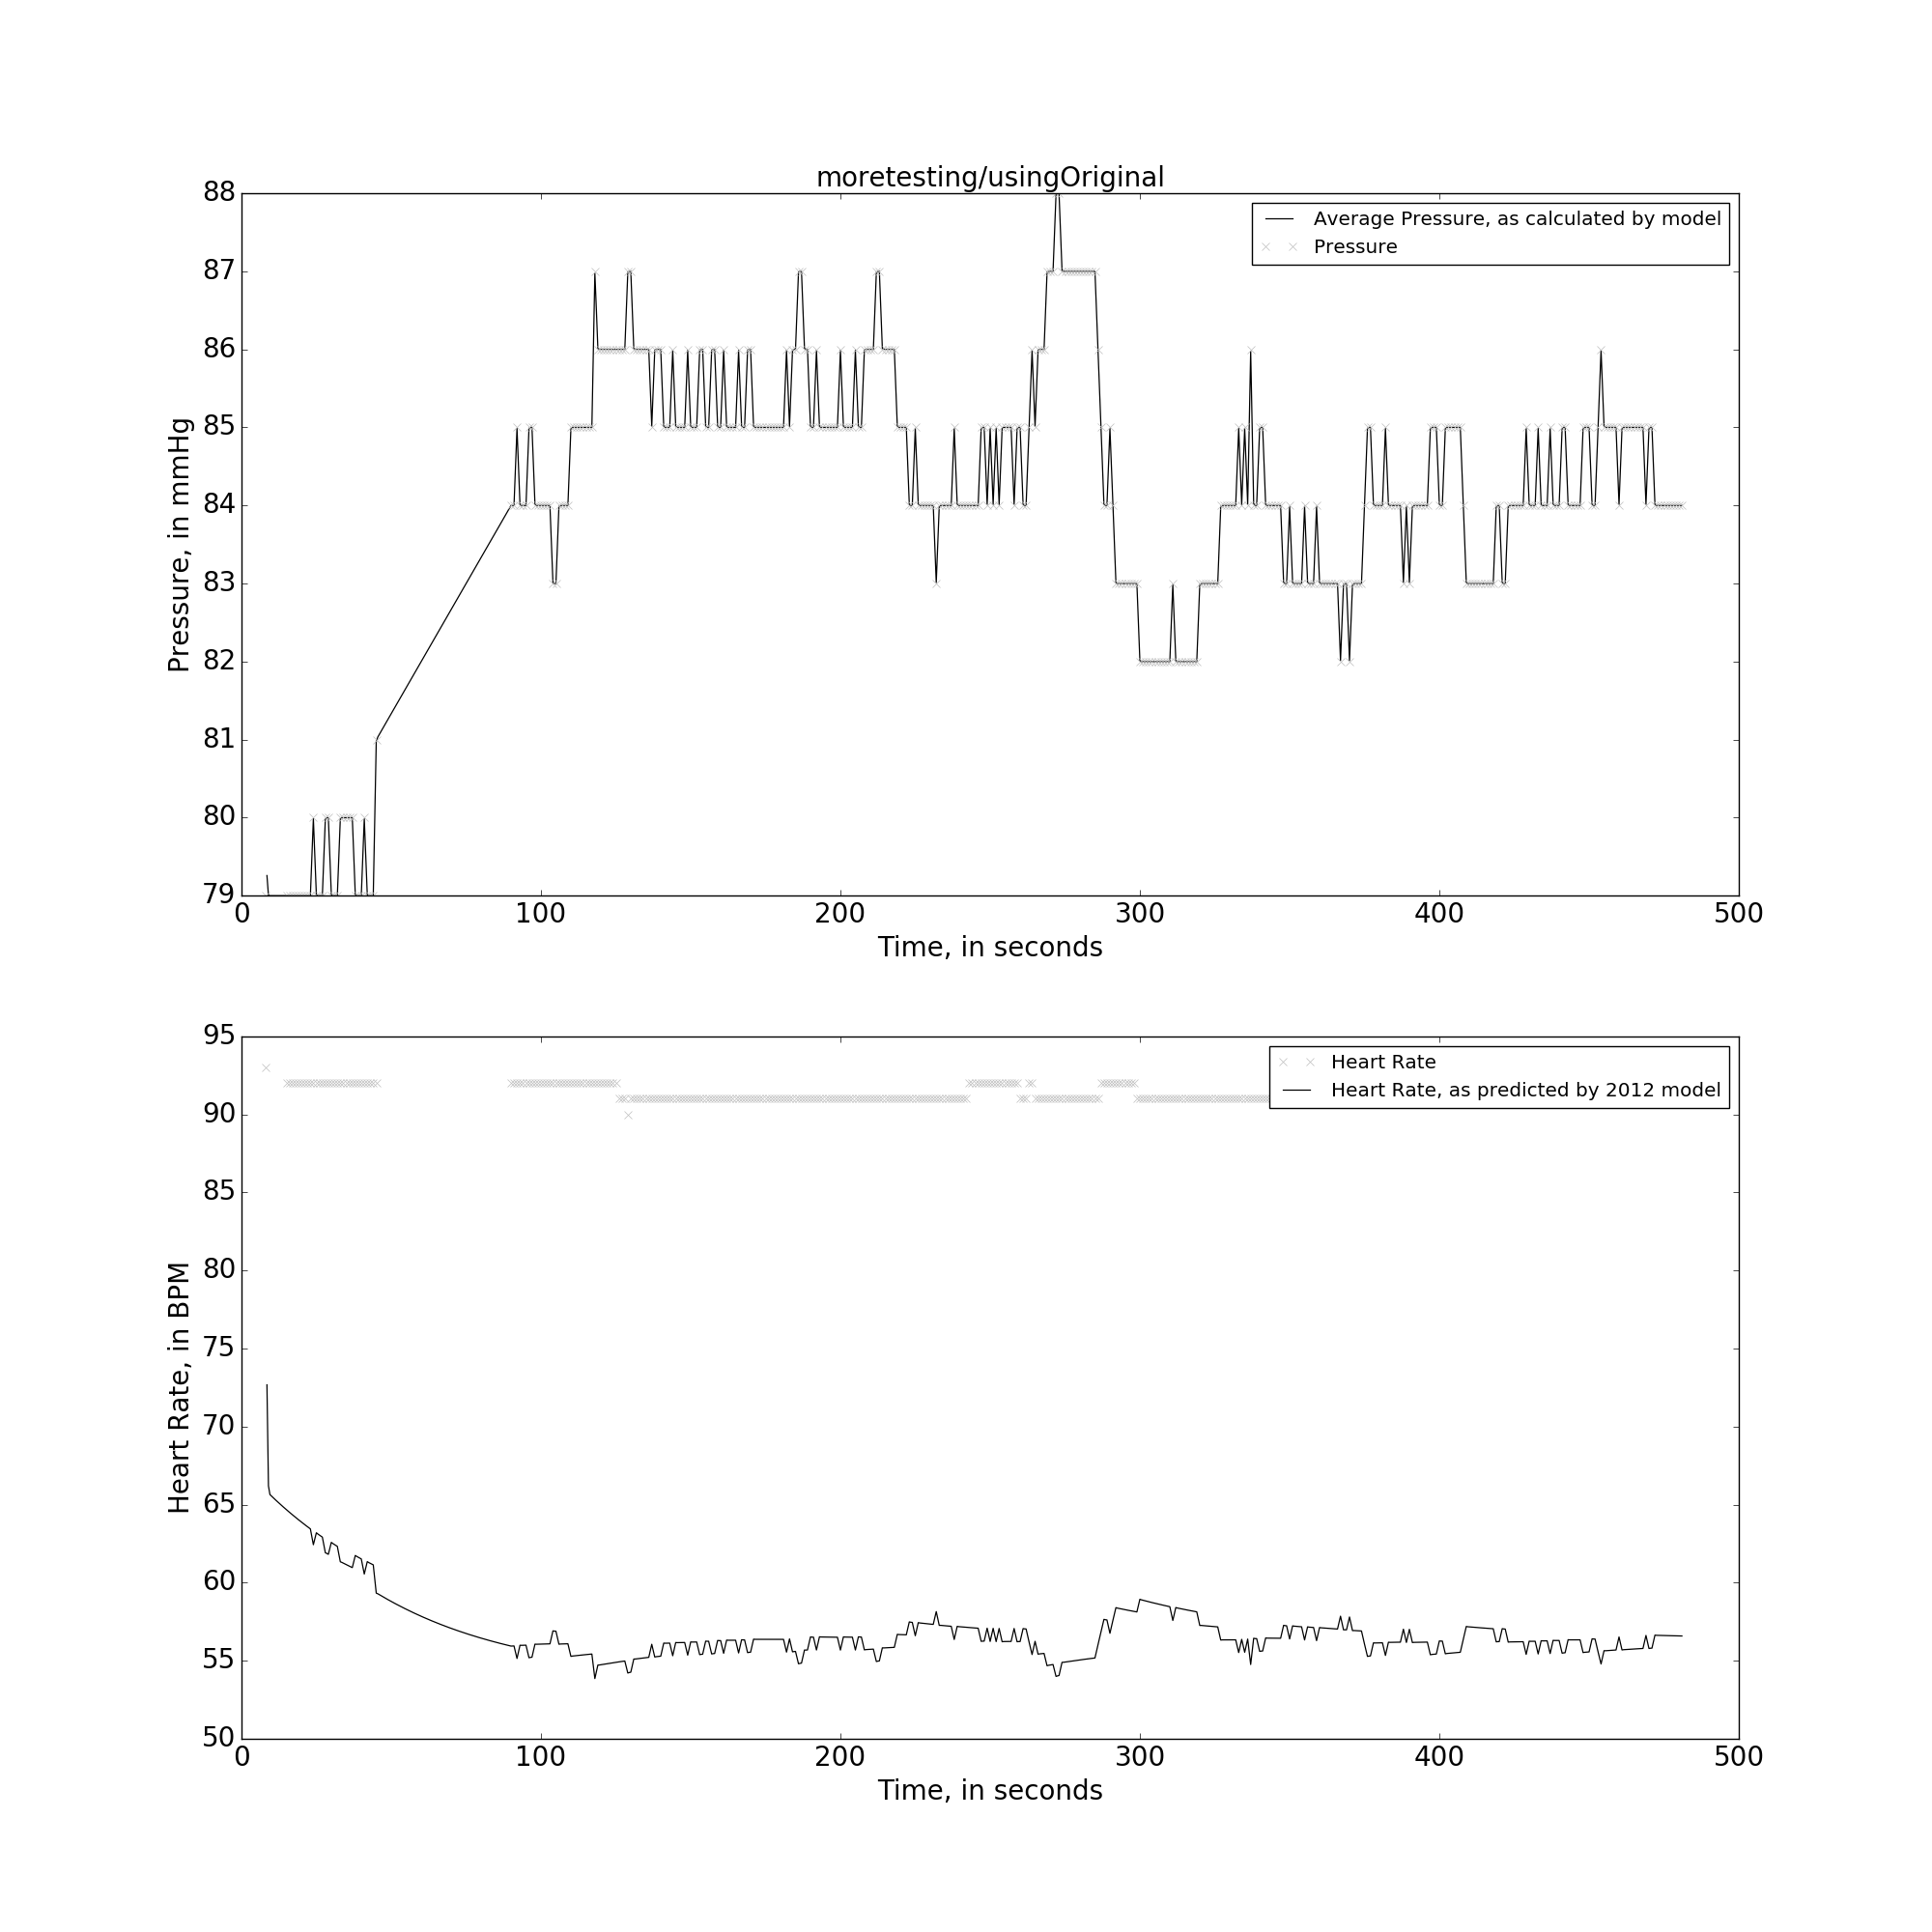 moretesting/usingOriginal
88
87
86
85
84
83
82
81
80
79
Pressure, in mmHg
Average Pressure, as calculated by model
Pressure
0 100 200 300 400 500
Time, in seconds
95
90
85
80
75
70
65
60
55
50
Heart Rate, in BPM
Heart Rate
Heart Rate, as predicted by 2012 model
0 100 200 300 400 500
Time, in seconds